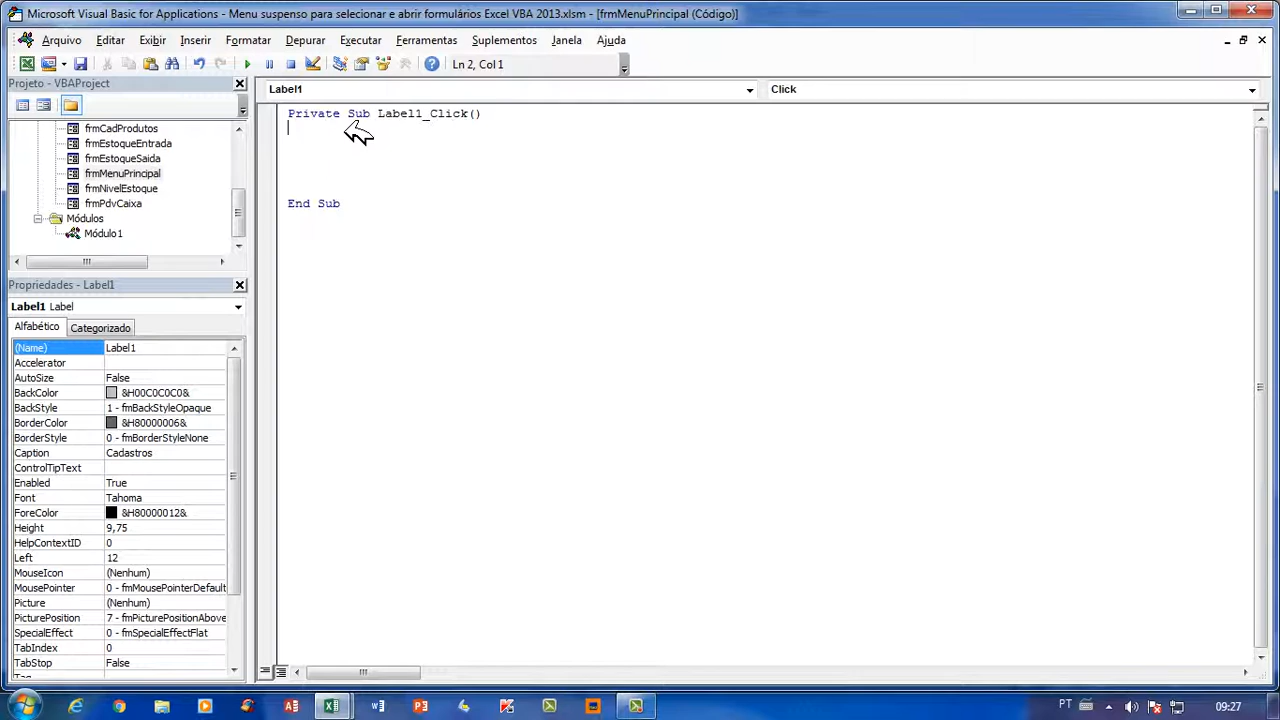 Microsoft Visual Basic for Applications - Menu suspenso para selecionar e abrir formulários Excel VBA 2013.xlsm - [frmMenuPrincipal (Código)]
Arquivo Editar Exibir Inserir Formatar Depurar Executar Ferramentas Suplementos Janela Ajuda
Ln 2, Col 1
Projeto - VBAProject
frmCadProdutos
frmEstoqueEntrada
frmEstoqueSaida
frmMenuPrincipal
frmNivelEstoque
frmPdvCaixa
Módulos
Módulo1
Propriedades - Label1
Label1 Label
Alfabético Categorizado
(Name) Label1
Accelerator
AutoSize False
BackColor &H00C0C0C0&
BackStyle 1 - fmBackStyleOpaque
BorderColor &H80000006&
BorderStyle 0 - fmBorderStyleNone
Caption Cadastros
ControlTipText
Enabled True
Font Tahoma
ForeColor &H80000012&
Height 9,75
HelpContextID 0
Left 12
MouseIcon (Nenhum)
MousePointer 0 - fmMousePointerDefault
Picture (Nenhum)
PicturePosition 7 - fmPicturePositionAbove
SpecialEffect 0 - fmSpecialEffectFlat
TabIndex 0
TabStop False
Label1 Click
Private Sub Label1_Click()
End Sub
PT 09:27